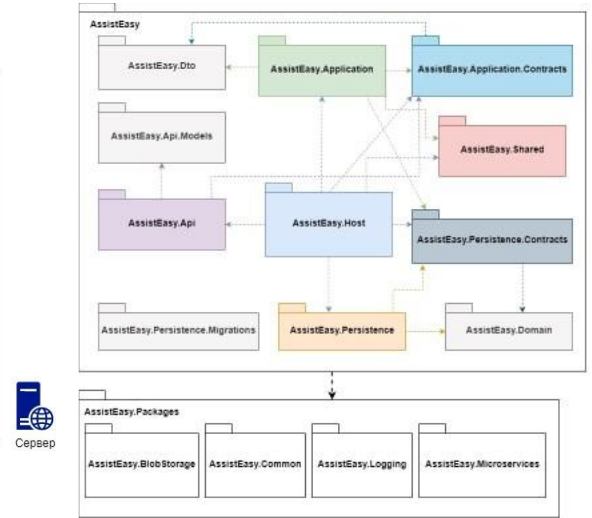 AssistEasy
AssistEasy.Dto
AssistEasy.Application
AssistEasy.Application.Contracts
AssistEasy.Api.Models
AssistEasy.Shared
AssistEasy.Api
AssistEasy.Host
AssistEasy.Persistence.Contracts
AssistEasy.Persistence.Migrations
AssistEasy.Persistence
AssistEasy.Domain
Сервер
AssistEasy.Packages
AssistEasy.BlobStorage
AssistEasy.Common
AssistEasy.Logging
AssistEasy.Microservices